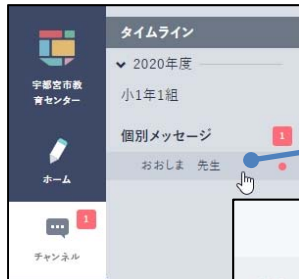 宇都宮市教
育センター
ホーム
1
チャンネル
タイムライン
2020年度
小1年1組
個別メッセージ 1
おおしま 先生